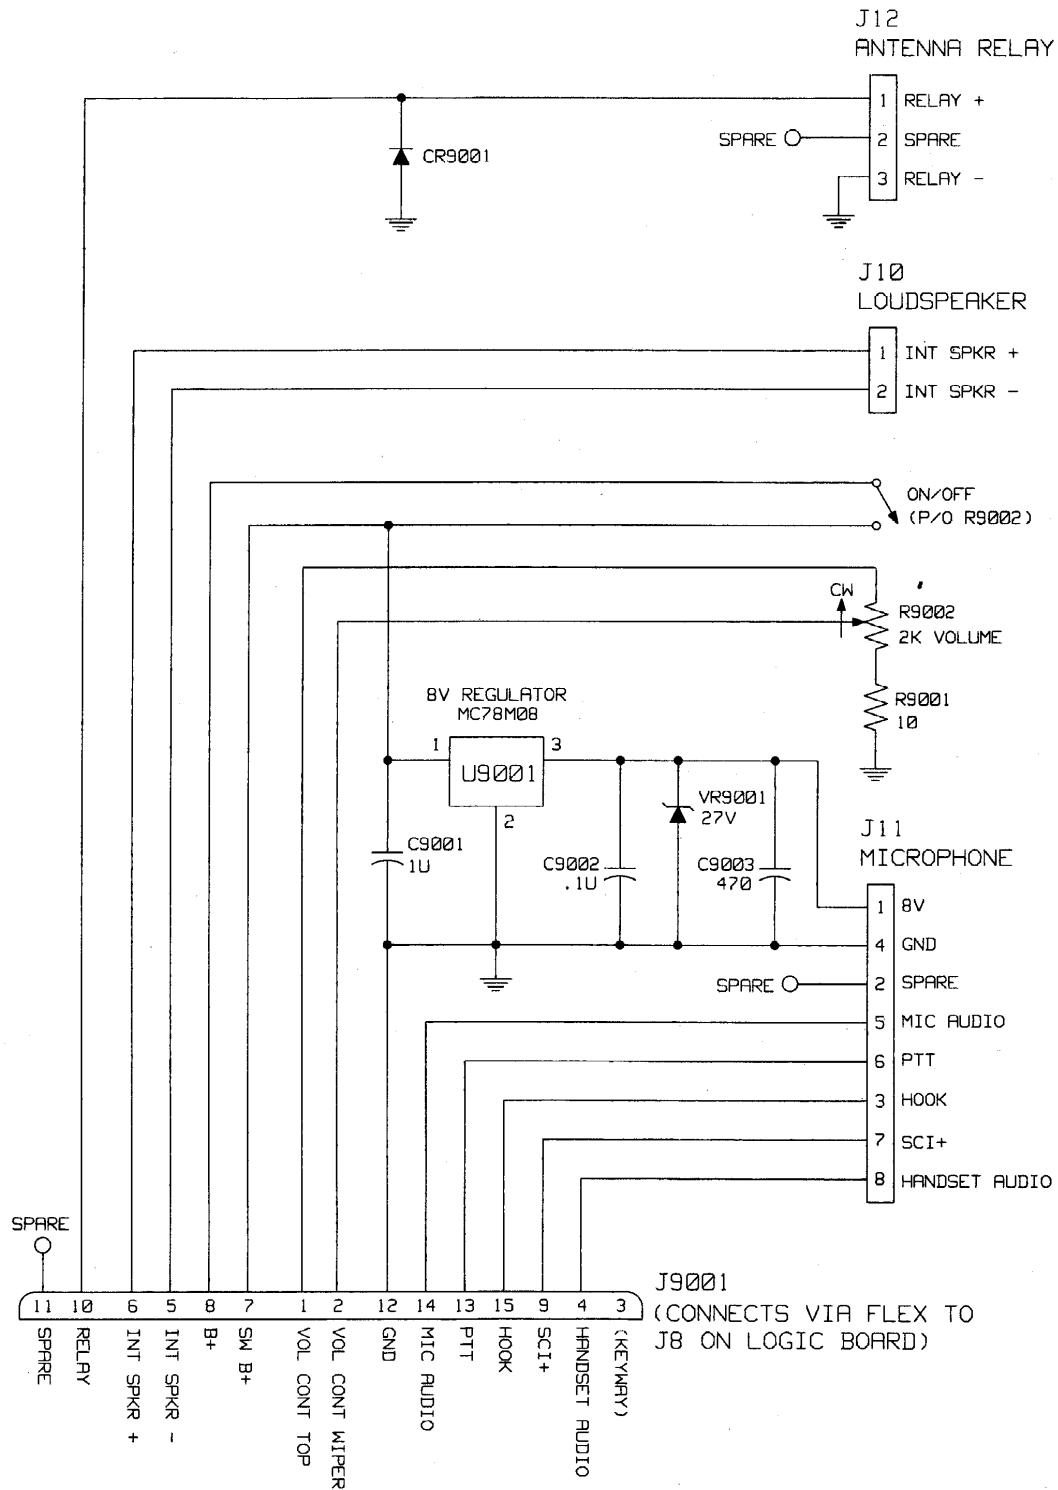 J12
ANTENNA RELAY
1 RELAY +
SPARE 2 SPARE
3 RELAY -
CR9001
J10
LOUDSPEAKER
1 INT SPKR +
2 INT SPKR -
ON/OFF
(P/O R9002)
CW
R9002
2K VOLUME
R9001
10
8V REGULATOR
MC78M08
1 U9001 3
2
C9001
1U
C9002
.1U
VR9001
27V
C9003
470
J11
MICROPHONE
1 8V
4 GND
SPARE 2 SPARE
5 MIC AUDIO
6 PTT
3 HOOK
7 SCI+
8 HANDSET AUDIO
SPARE
J9001
(CONNECTS VIA FLEX TO
J8 ON LOGIC BOARD)
11 10 6 5 8 7 1 2 12 14 13 15 9 4 3
SPARE
RELAY
INT SPKR +
INT SPKR -
B+
SW B+
VOL CONT TOP
VOL CONT WIPER
GND
MIC AUDIO
PTT
HOOK
SCI+
HANDSET AUDIO
(KEYWAY)